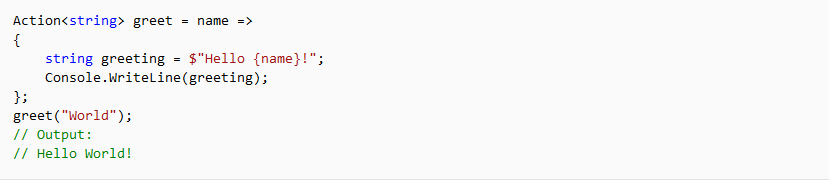 Action<string> greet = name =>
{
    string greeting = $"Hello {name}!";
    Console.WriteLine(greeting);
};
greet("World");
// Output:
// Hello World!